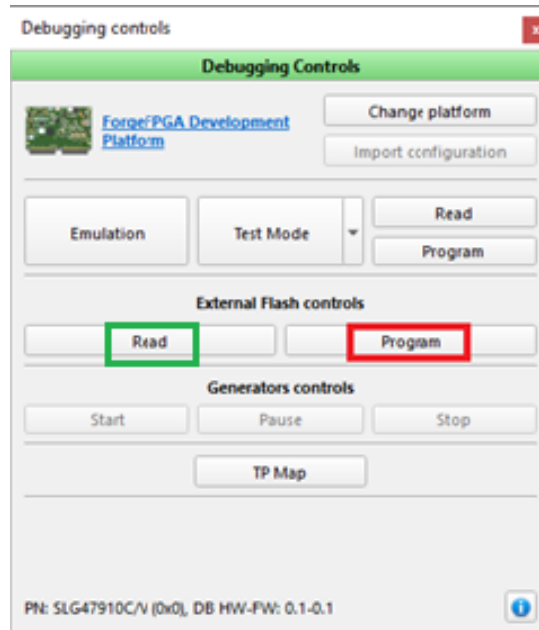 Debugging controls
x
Debugging Controls
ForgeFPGA Development
Platform
Change platform
Import configuration
Emulation
Test Mode
Read
Program
External Flash controls
Read
Program
Generators controls
Start
Pause
Stop
TP Map
PN: SLG47910C/V (0x0), DB HW-FW: 0.1-0.1
i